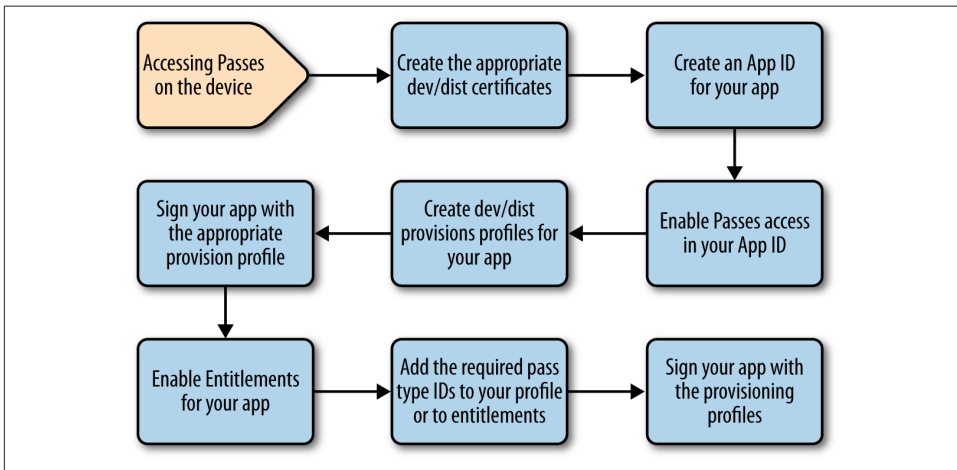 Accessing Passes
on the device
Create the appropriate
dev/dist certificates
Create an App ID
for your app
Enable Passes access
in your App ID
Create dev/dist
provisions profiles for
your app
Sign your app with
the appropriate
provision profile
Enable Entitlements
for your app
Add the required pass
type IDs to your profile
or to entitlements
Sign your app with
the provisioning
profiles